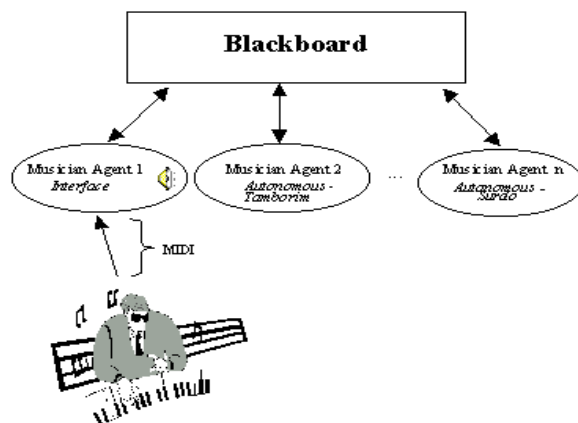 Blackboard
Musician Agent 1
Interface
Musician Agent 2
Autonomous -
Tamborim
...
Musician Agent n
Autonomous -
Surdo
MIDI